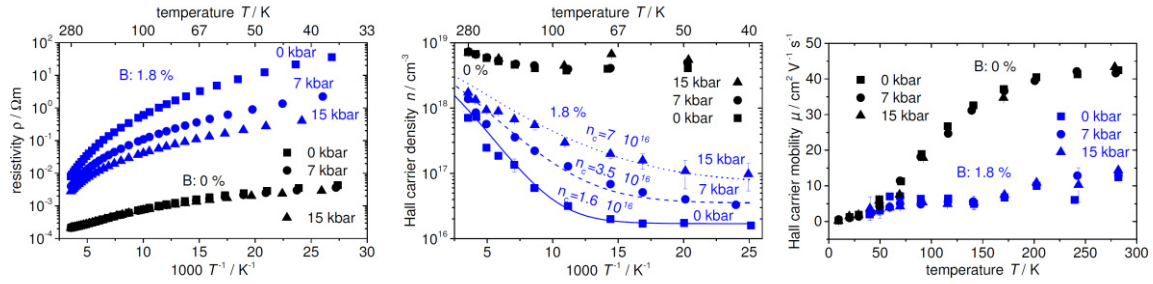 temperature T / K
280 100 67 50 40 33
10²
10¹
10⁰
10⁻¹
10⁻²
10⁻³
10⁻⁴
resistivity ρ / Ωm
B: 1.8 %
0 kbar
7 kbar
15 kbar
B: 0 %
0 kbar
7 kbar
15 kbar
5 10 15 20 25 30
1000 T⁻¹ / K⁻¹
temperature T / K
280 100 67 50 40
10¹⁹
10¹⁸
10¹⁷
10¹⁶
Hall carrier density n / cm⁻³
0 %
15 kbar
7 kbar
0 kbar
1.8 %
n_c=7 10¹⁶
n_c=3.5 10¹⁶
n_c=1.6 10¹⁶
15 kbar
7 kbar
0 kbar
5 10 15 20 25
1000 T⁻¹ / K⁻¹
50
40
30
20
10
0
Hall carrier mobility μ / cm² V⁻¹ s⁻¹
0 kbar
7 kbar
15 kbar
B: 0 %
0 kbar
7 kbar
15 kbar
B: 1.8 %
0 50 100 150 200 250 300
temperature T / K